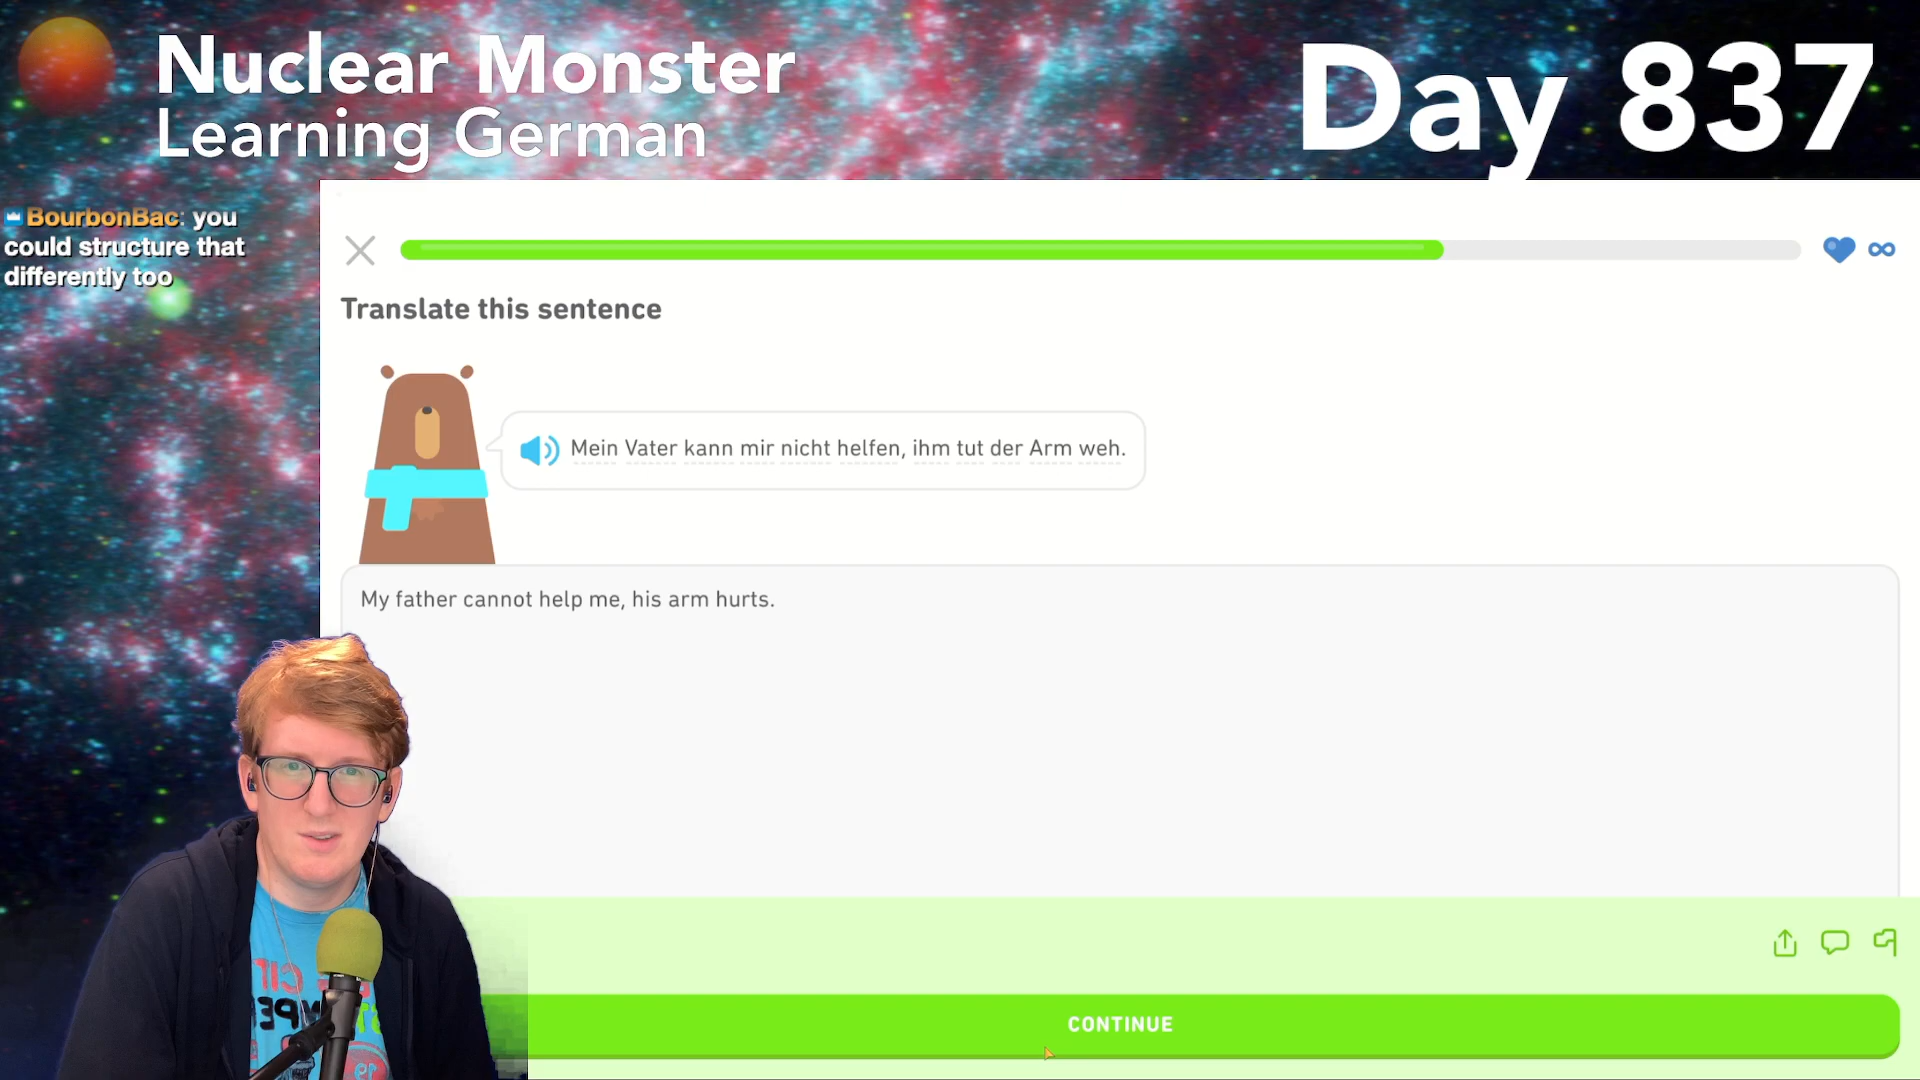 Nuclear Monster
Learning German
Day 837
BourbonBac: you
could structure that
differently too
Translate this sentence
Mein Vater kann mir nicht helfen, ihm tut der Arm weh.
My father cannot help me, his arm hurts.
CONTINUE